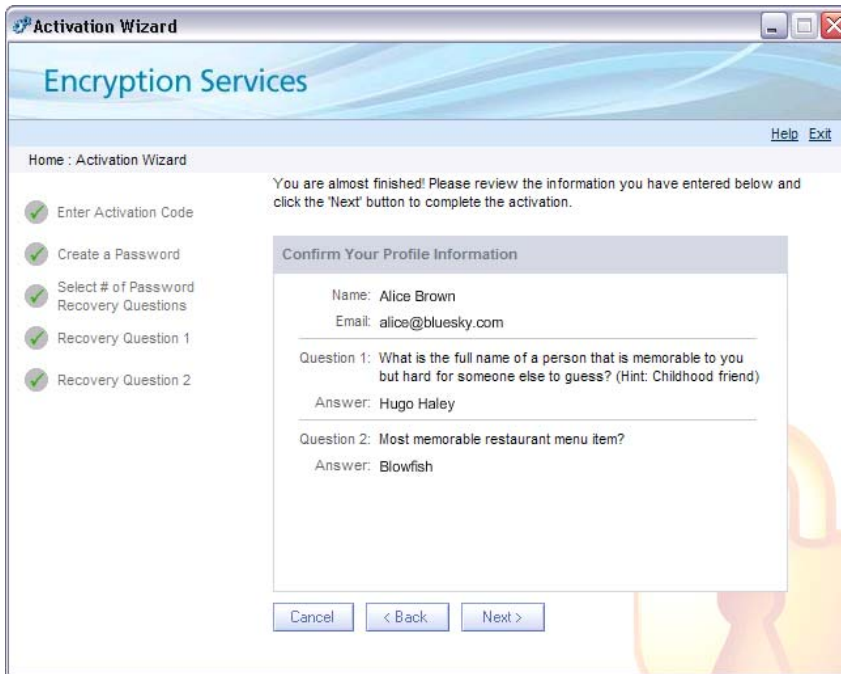 Activation Wizard
Encryption Services
Help Exit
Home : Activation Wizard
Enter Activation Code
Create a Password
Select # of Password
Recovery Questions
Recovery Question 1
Recovery Question 2
You are almost finished! Please review the information you have entered below and
click the 'Next' button to complete the activation.
Confirm Your Profile Information
Name: Alice Brown
Email: alice@bluesky.com
Question 1: What is the full name of a person that is memorable to you
but hard for someone else to guess? (Hint: Childhood friend)
Answer: Hugo Haley
Question 2: Most memorable restaurant menu item?
Answer: Blowfish
Cancel < Back Next >